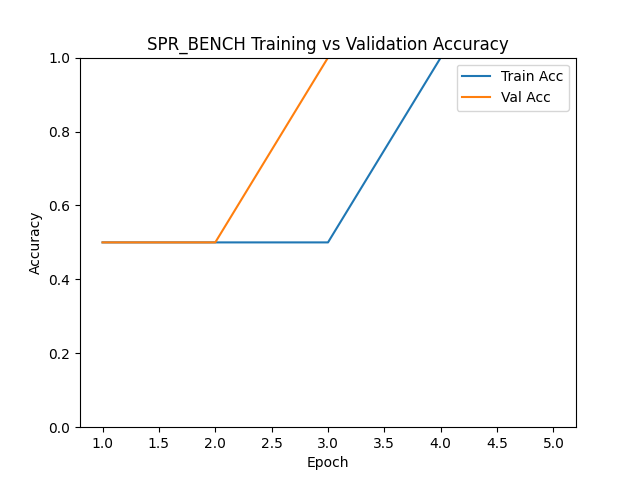 SPR_BENCH Training vs Validation Accuracy
Train Acc
Val Acc
1.0
0.8
0.6
0.4
0.2
0.0
Accuracy
1.0 1.5 2.0 2.5 3.0 3.5 4.0 4.5 5.0
Epoch